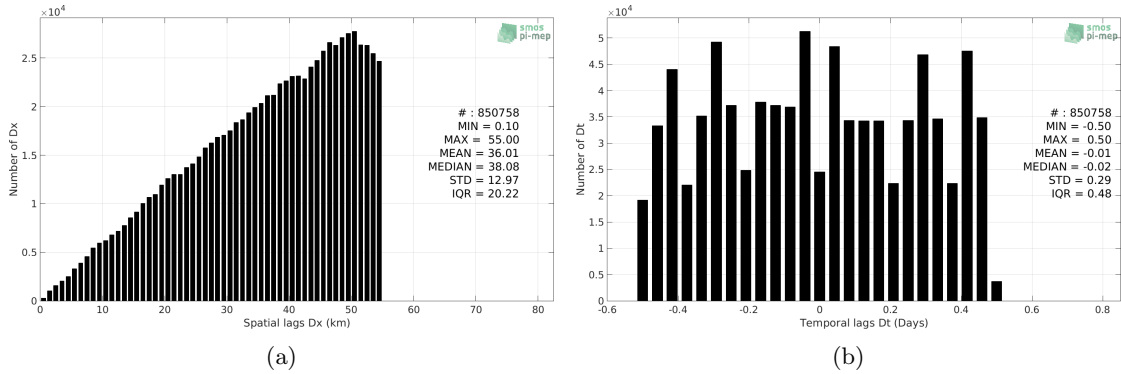 ×10⁴
smos
pi-mep
2.5
2
1.5
1
0.5
0
Number of Dx
# : 850758
MIN = 0.10
MAX = 55.00
MEAN = 36.01
MEDIAN = 38.08
STD = 12.97
IQR = 20.22
0 10 20 30 40 50 60 70 80
Spatial lags Dx (km)
(a)
×10⁴
smos
pi-mep
5
4.5
4
3.5
3
2.5
2
1.5
1
0.5
0
Number of Dt
# : 850758
MIN = -0.50
MAX = 0.50
MEAN = -0.01
MEDIAN = -0.02
STD = 0.29
IQR = 0.48
-0.6 -0.4 -0.2 0 0.2 0.4 0.6 0.8
Temporal lags Dt (Days)
(b)